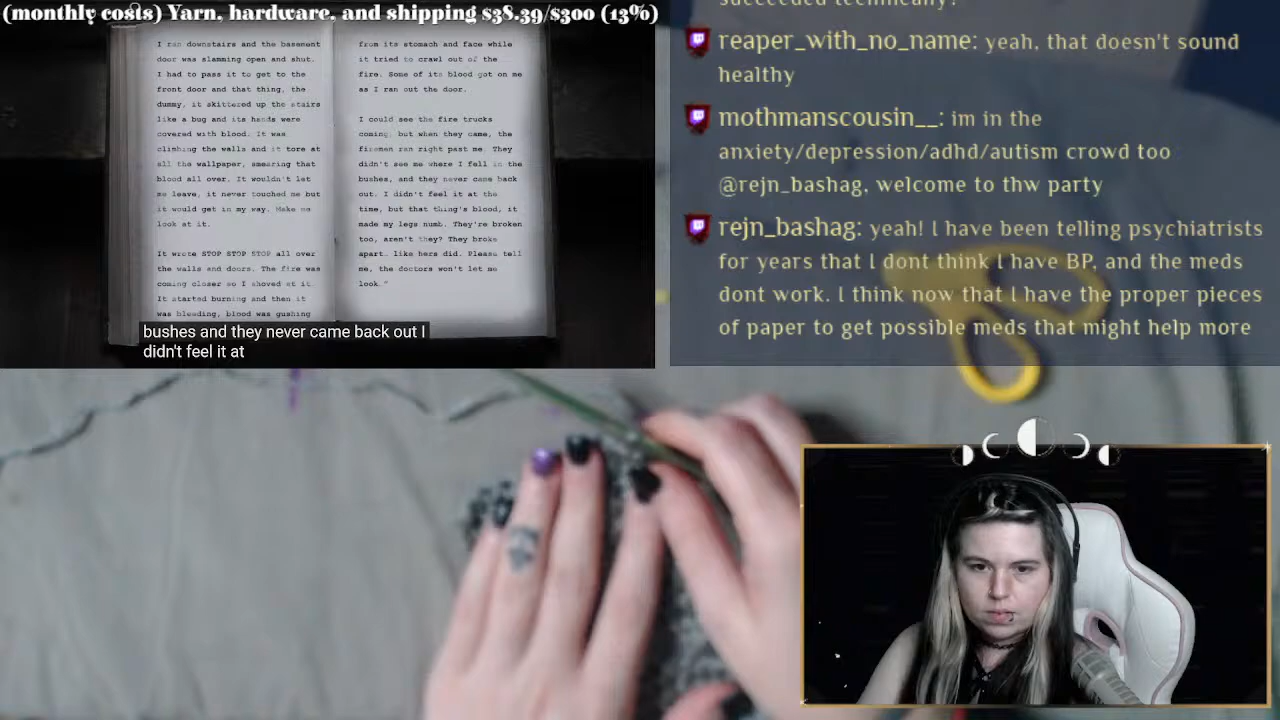 (monthly costs) Yarn, hardware, and shipping $38.39/$300 (13%)
I ran downstairs and the basement
door was slamming open and shut.
I had to pass it to get to the
front door and that thing, the
dummy, it skittered up the stairs
like a bug and its hands were
covered with blood. It was
climbing the walls and it tore at
all the wallpaper, smearing that
blood all over. It wouldn't let
me leave, it never touched me but
it would get in my way. Make me
look at it.
It wrote STOP STOP STOP all over
the walls and doors. The fire was
coming closer so I shoved at it.
It started burning and then it
was bleeding, blood was gushing
from its stomach and face while
it tried to crawl out of the
fire. Some of its blood got on me
as I ran out the door.
I could see the fire trucks
coming, but when they came, the
firemen ran right past me. They
didn't see me where I fell in the
bushes, and they never came back
out. I didn't feel it at the
time, but that thing's blood, it
made my legs numb. They're broken
too, aren't they? They broke
apart. like hers did. Please tell
me, the doctors won't let me
look."
bushes and they never came back out I
didn't feel it at
succeeded technically?
reaper_with_no_name: yeah, that doesn't sound
healthy
mothmanscousin__: im in the
anxiety/depression/adhd/autism crowd too
@rejn_bashag, welcome to thw party
rejn_bashag: yeah! I have been telling psychiatrists
for years that I dont think I have BP, and the meds
dont work. I think now that I have the proper pieces
of paper to get possible meds that might help more